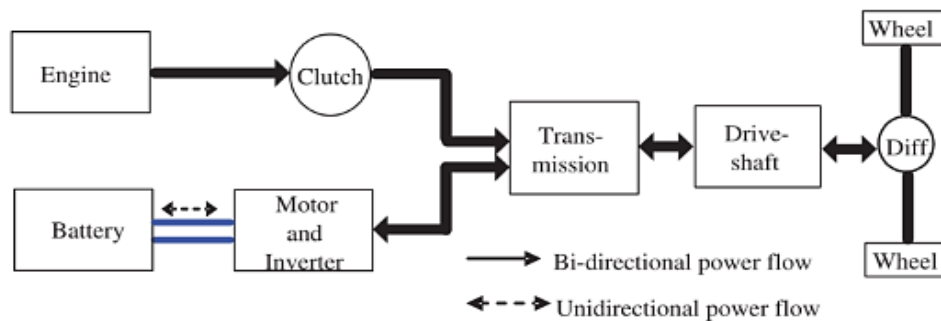 Wheel
Engine
Clutch
Trans-
mission
Drive-
shaft
Diff.
Battery
Motor
and
Inverter
Wheel
Bi-directional power flow
Unidirectional power flow